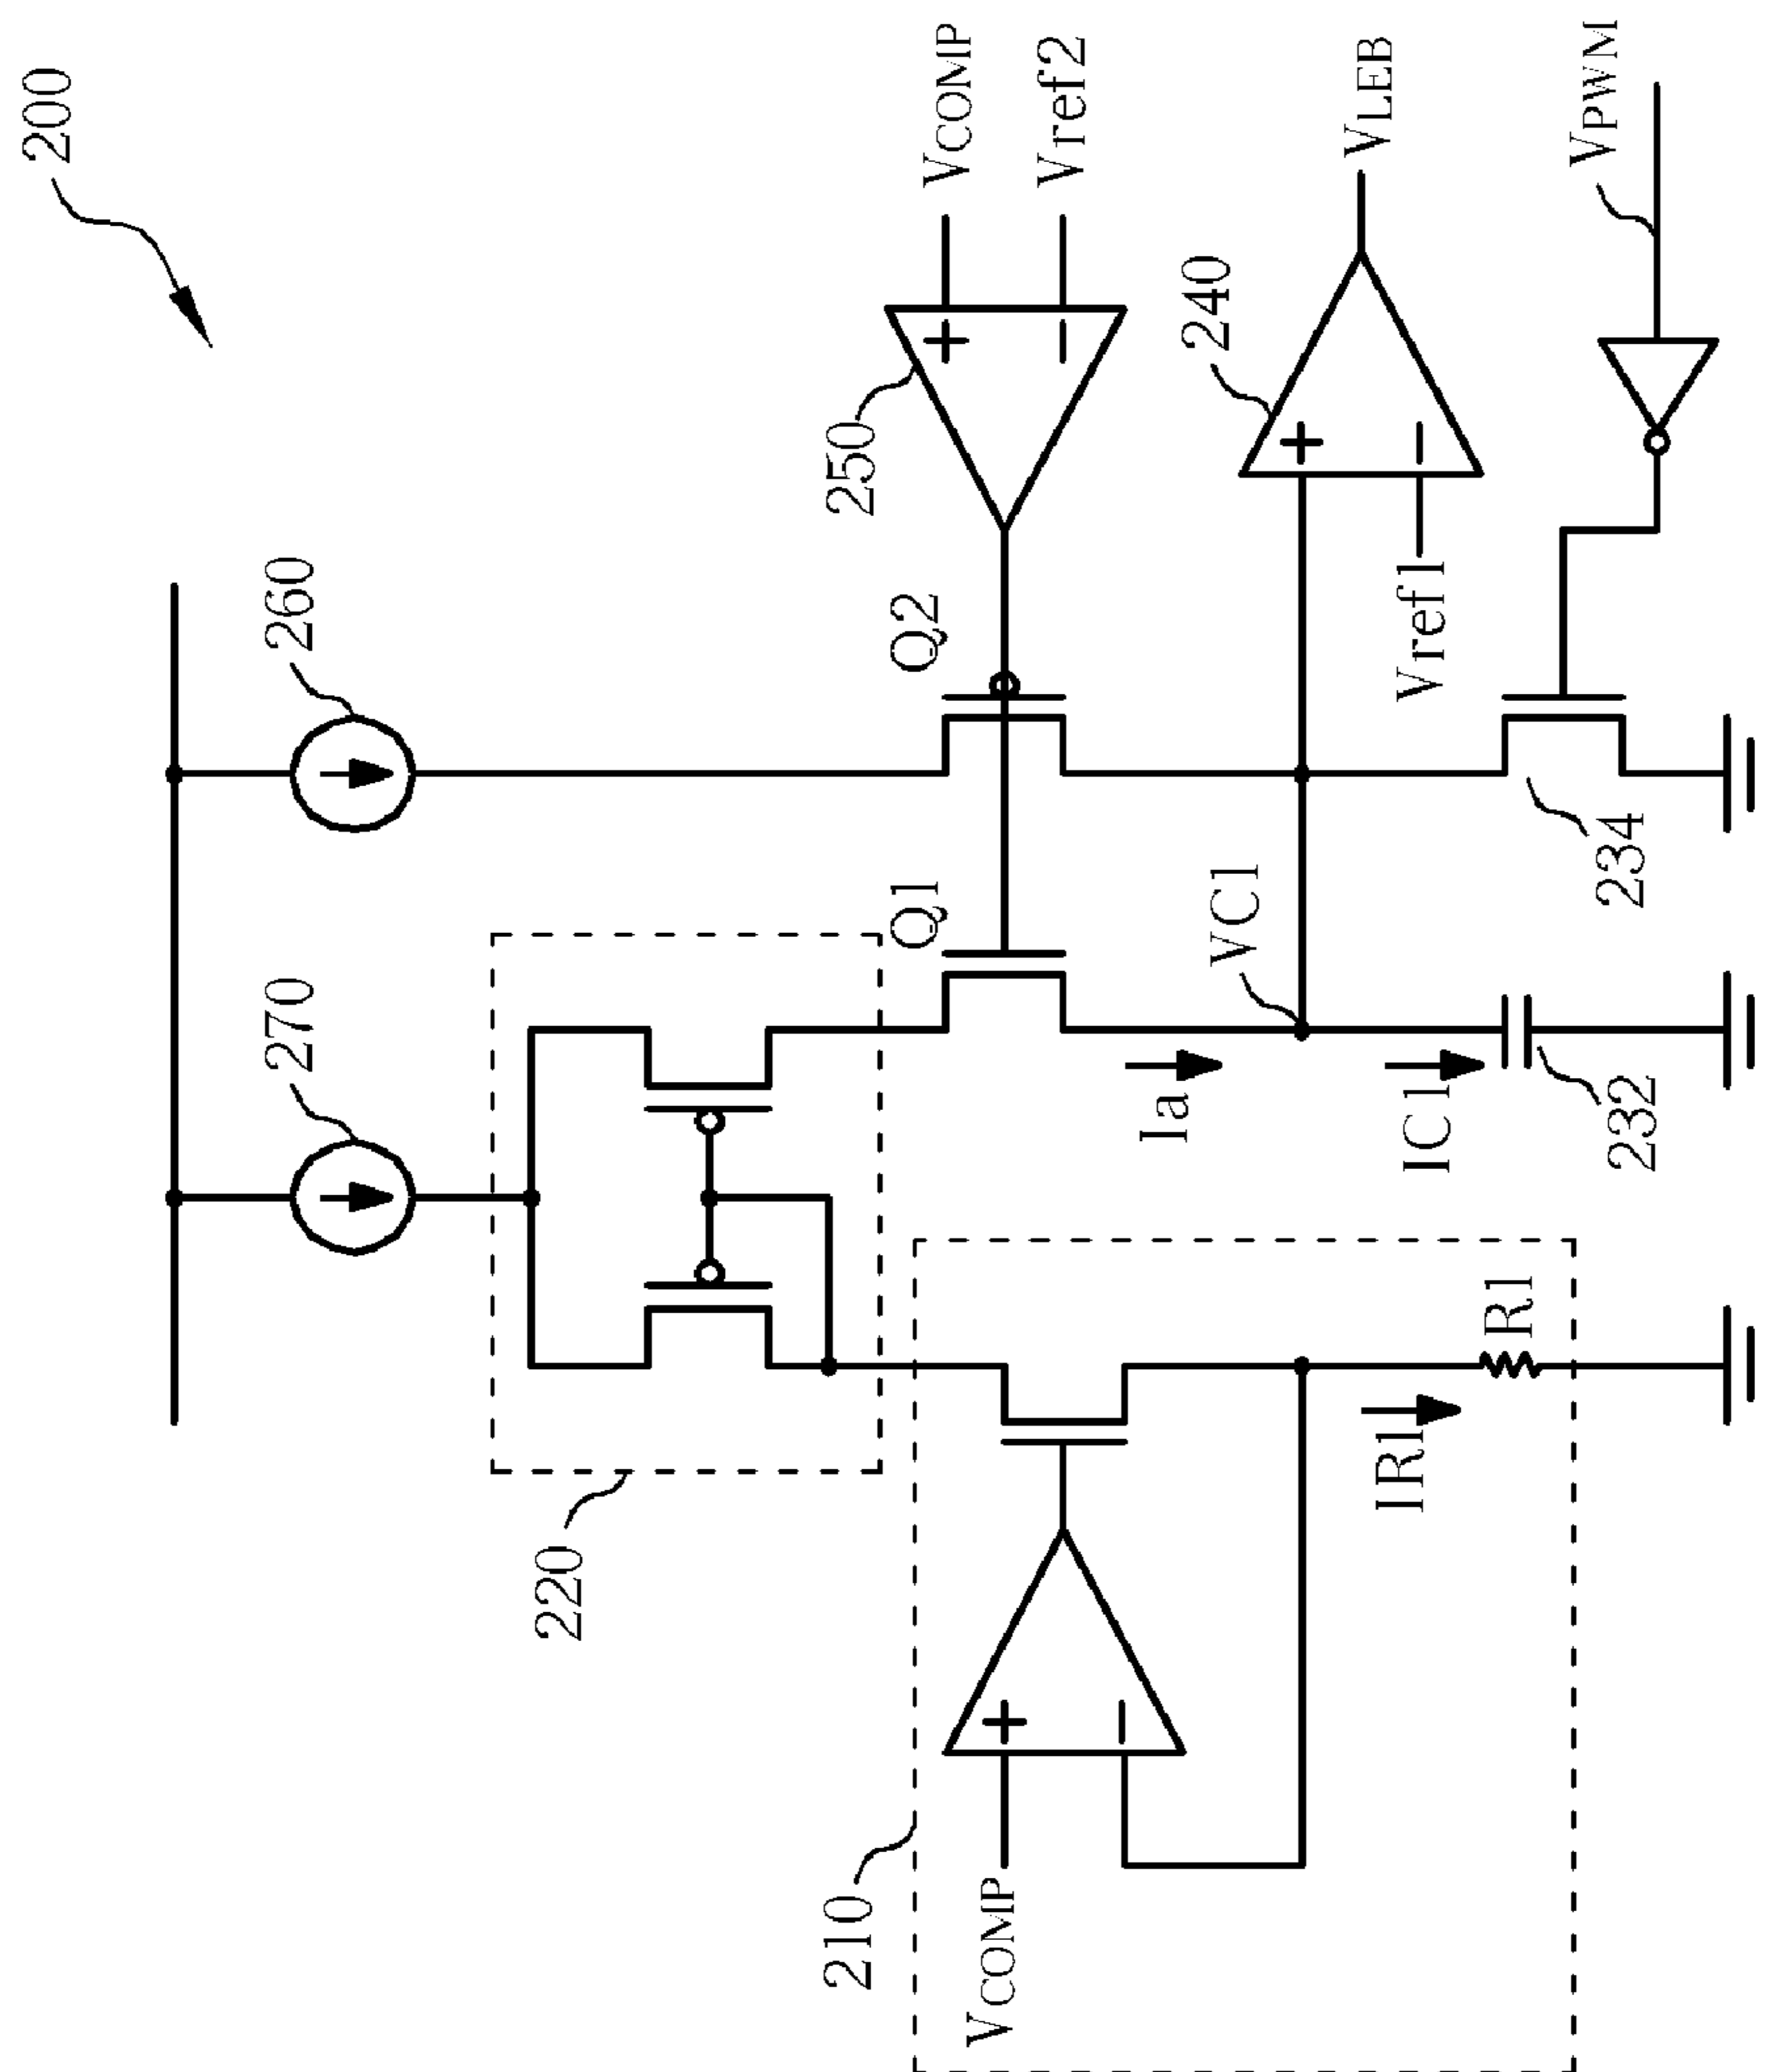 200
270
260
220
250
Q1
Q2
VCOMP
Vref2
Ia
VC1
240
VLEB
Vref1
210
VCOMP
IR1
R1
IC1
232
234
VPWM